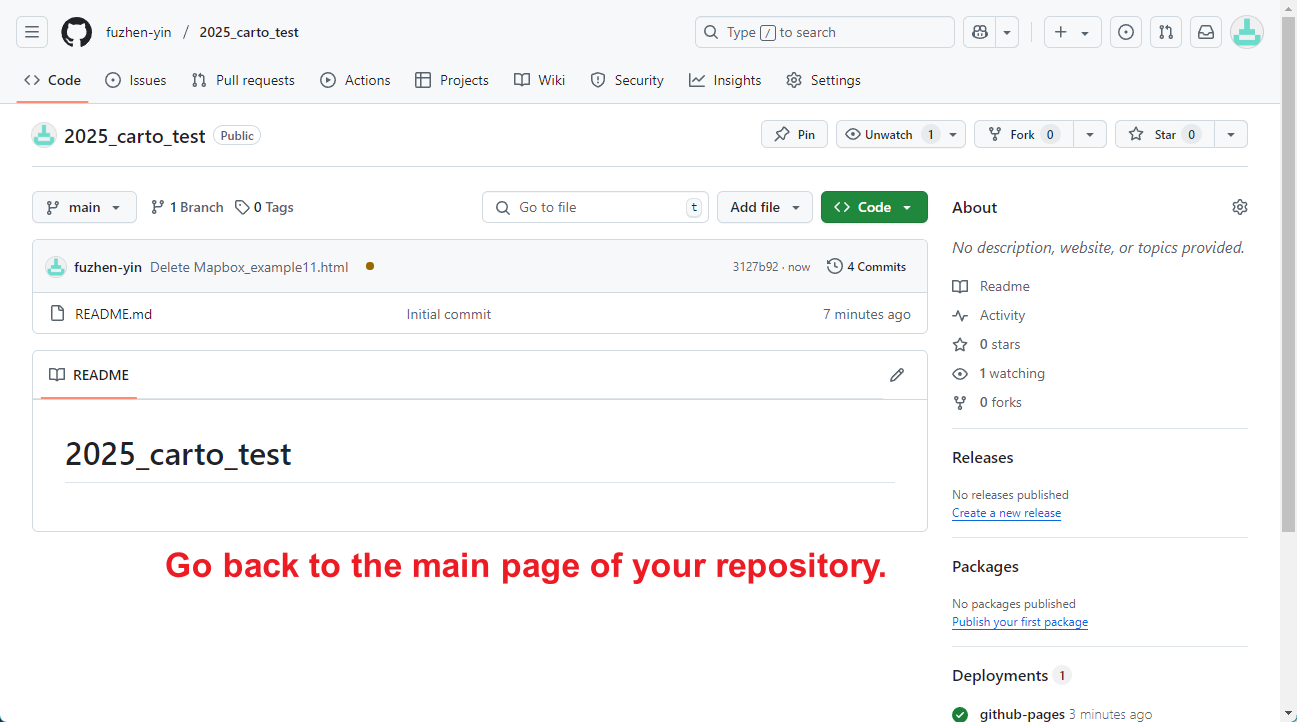 fuzhen-yin / 2025_carto_test
Type / to search
Code Issues Pull requests Actions Projects Wiki Security Insights Settings
2025_carto_test Public
Pin Unwatch 1 Fork 0 Star 0
main 1 Branch 0 Tags Go to file t Add file Code
fuzhen-yin Delete Mapbox_example11.html 3127b92 · now 4 Commits
README.md Initial commit 7 minutes ago
README
2025_carto_test
Go back to the main page of your repository.
About
No description, website, or topics provided.
Readme
Activity
0 stars
1 watching
0 forks
Releases
No releases published
Create a new release
Packages
No packages published
Publish your first package
Deployments 1
github-pages 3 minutes ago